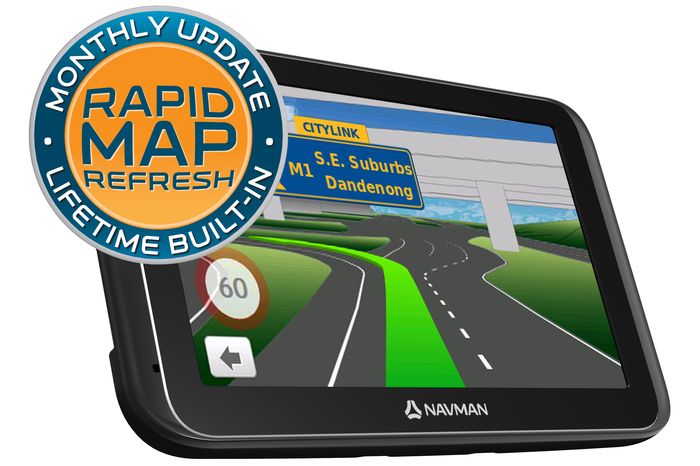 MONTHLY UPDATE
RAPID
MAP
REFRESH
LIFETIME BUILT-IN
CITYLINK
M1 S.E. Suburbs
Dandenong
60
NAVMAN